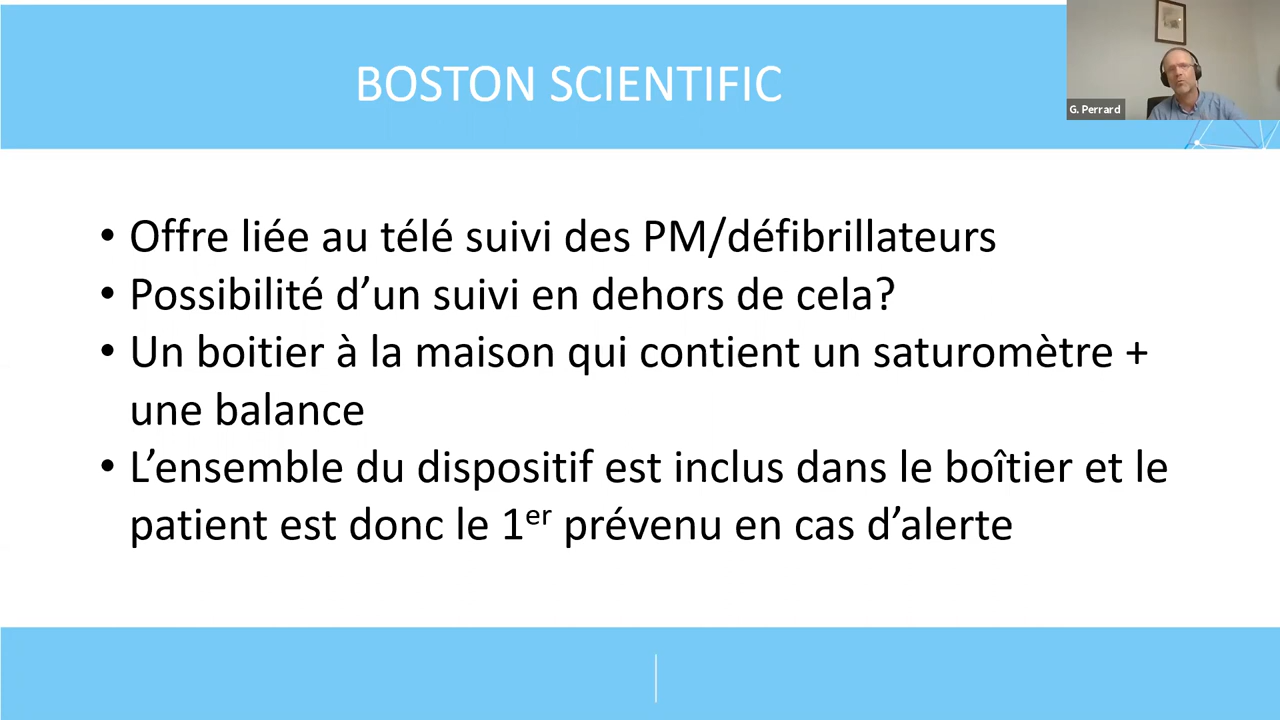 BOSTON SCIENTIFIC
G. Perrard
• Offre liée au télé suivi des PM/défibrillateurs
• Possibilité d’un suivi en dehors de cela?
• Un boitier à la maison qui contient un saturomètre +
une balance
• L’ensemble du dispositif est inclus dans le boîtier et le
patient est donc le 1er prévenu en cas d’alerte